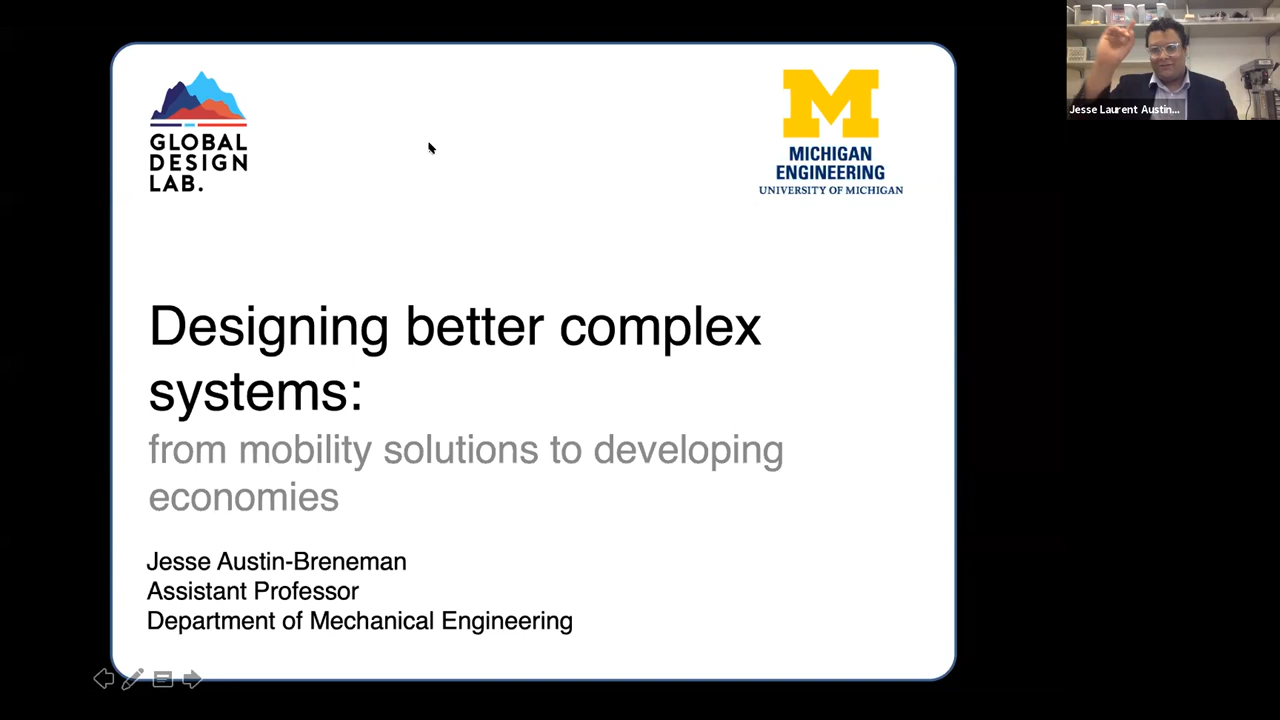 GLOBAL
DESIGN
LAB.
MICHIGAN
ENGINEERING
UNIVERSITY OF MICHIGAN
Jesse Laurent Austin...
Designing better complex
systems:
from mobility solutions to developing
economies
Jesse Austin-Breneman
Assistant Professor
Department of Mechanical Engineering